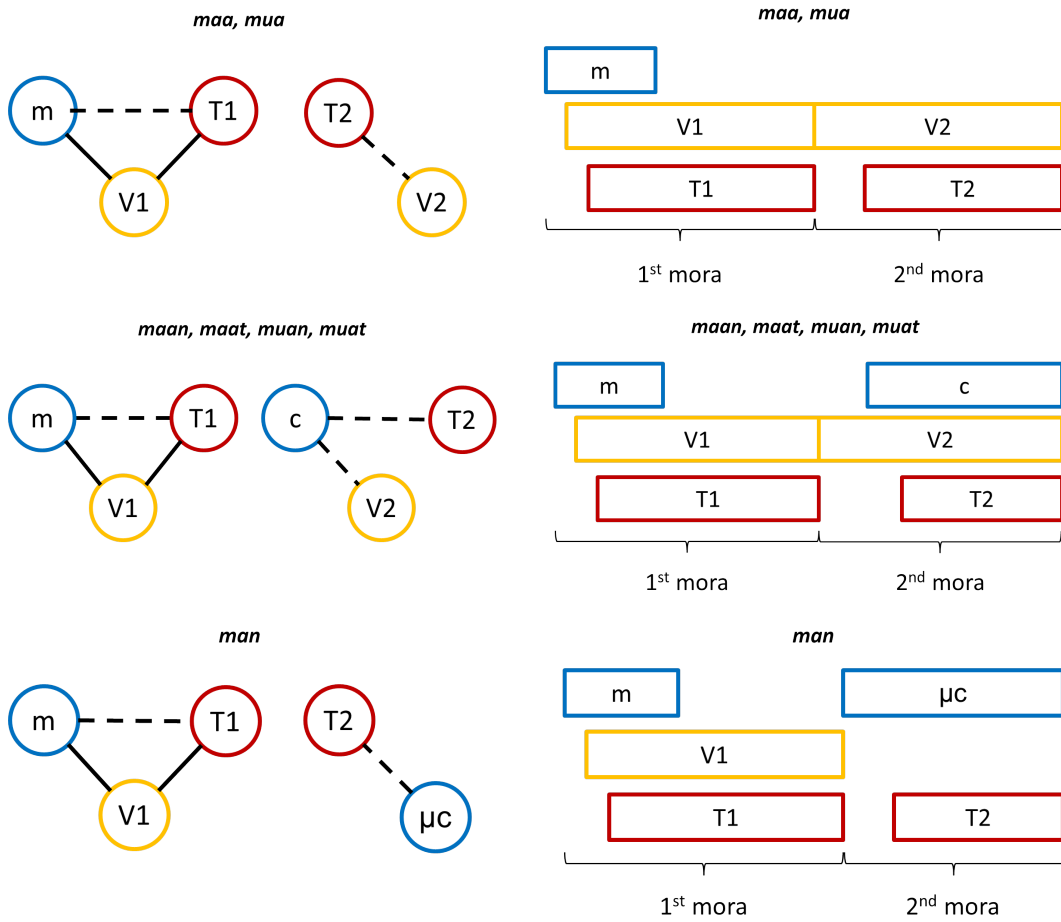 maa, mua
m
T1
V1
T2
V2
maa, mua
m
V1 V2
T1 T2
1st mora 2nd mora
maan, maat, muan, muat
m
T1
V1
c
T2
V2
maan, maat, muan, muat
m c
V1 V2
T1 T2
1st mora 2nd mora
man
m
T1
V1
T2
µc
man
m µc
V1
T1 T2
1st mora 2nd mora